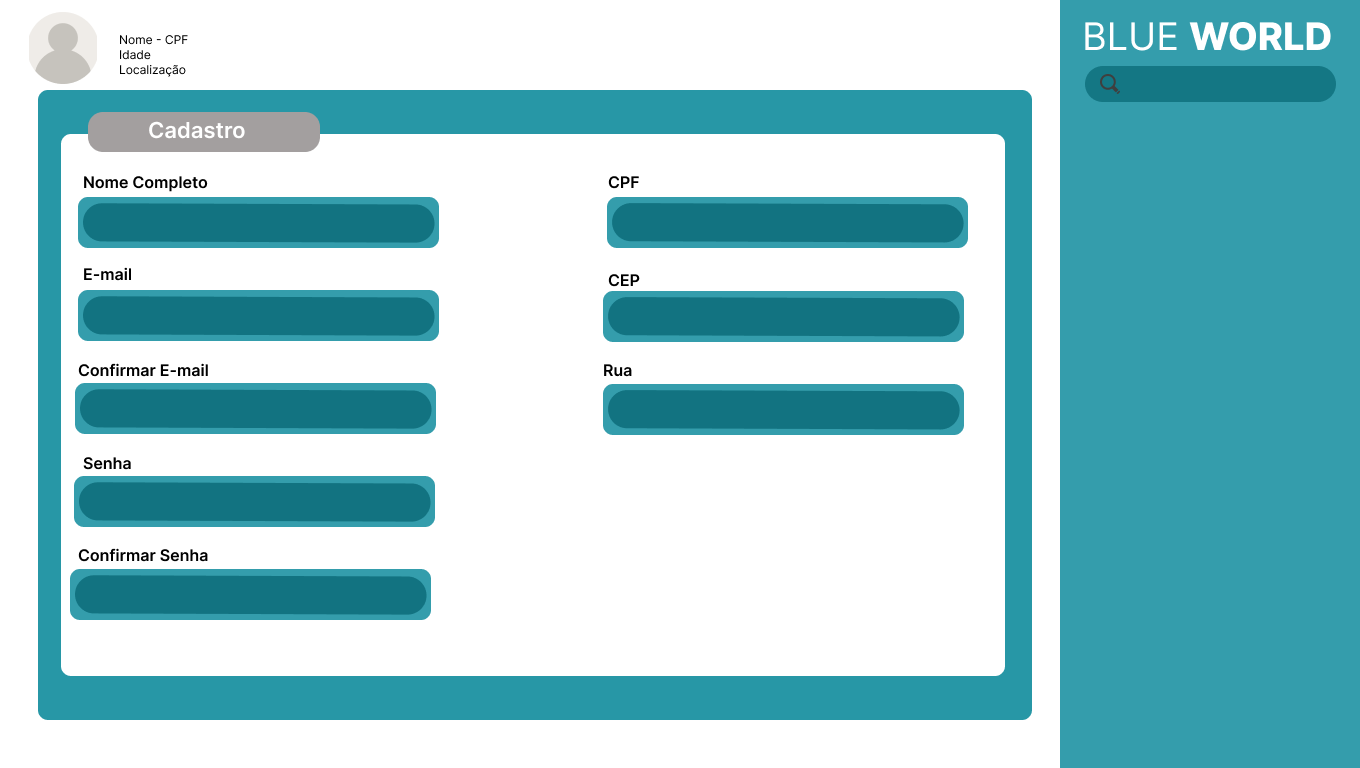 Nome - CPF
Idade
Localização
BLUE WORLD
Cadastro
Nome Completo
CPF
E-mail
CEP
Confirmar E-mail
Rua
Senha
Confirmar Senha